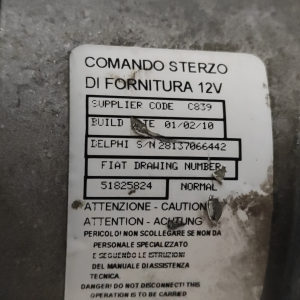 COMANDO STERZO
DI FORNITURA 12V
SUPPLIER CODE C839
BUILD DATE 01/02/10
DELPHI S/N 28137066442
FIAT DRAWING NUMBER
51825824 NORMAL
ATTENZIONE - CAUTION
ATTENTION - ACHTUNG
PERICOLO! NON SCOLLEGARE SE NON DA
PERSONALE SPECIALIZZATO
E SEGUENDO LE ISTRUZIONI
DEL MANUALE DI ASSISTENZA
TECNICA.
DANGER! DO NOT DISCONNECT! THIS
OPERATION IS TO BE CARRIED